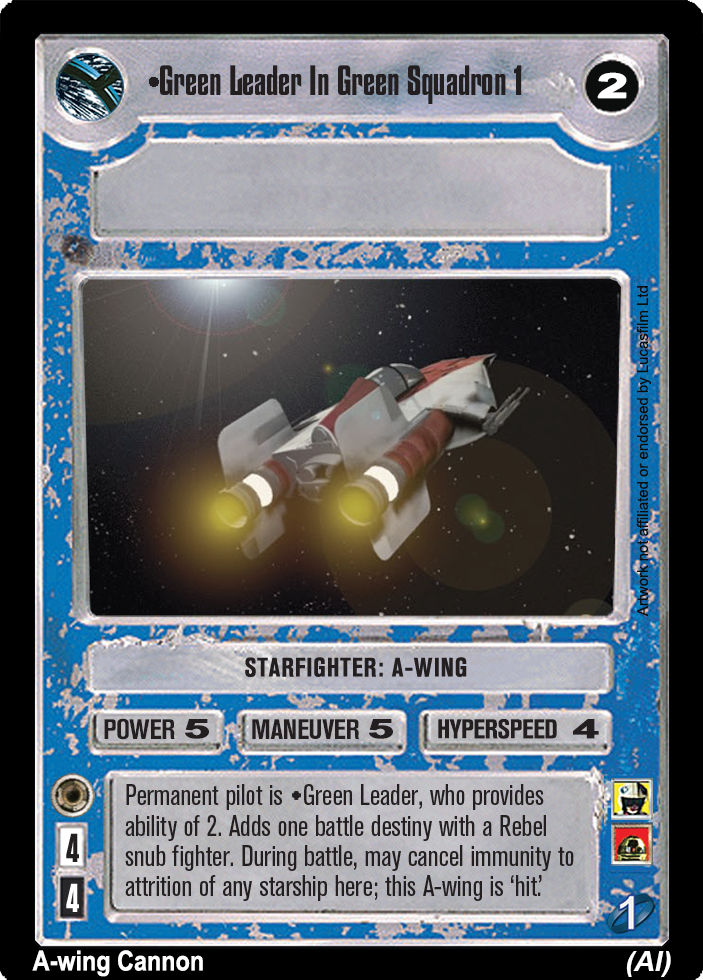 •Green Leader In Green Squadron 1
2
Artwork not affiliated or endorsed by Lucasfilm Ltd
STARFIGHTER: A-WING
POWER 5 MANEUVER 5 HYPERSPEED 4
Permanent pilot is •Green Leader, who provides
ability of 2. Adds one battle destiny with a Rebel
snub fighter. During battle, may cancel immunity to
attrition of any starship here; this A-wing is ‘hit.’
4
4
1
A-wing Cannon
(AI)